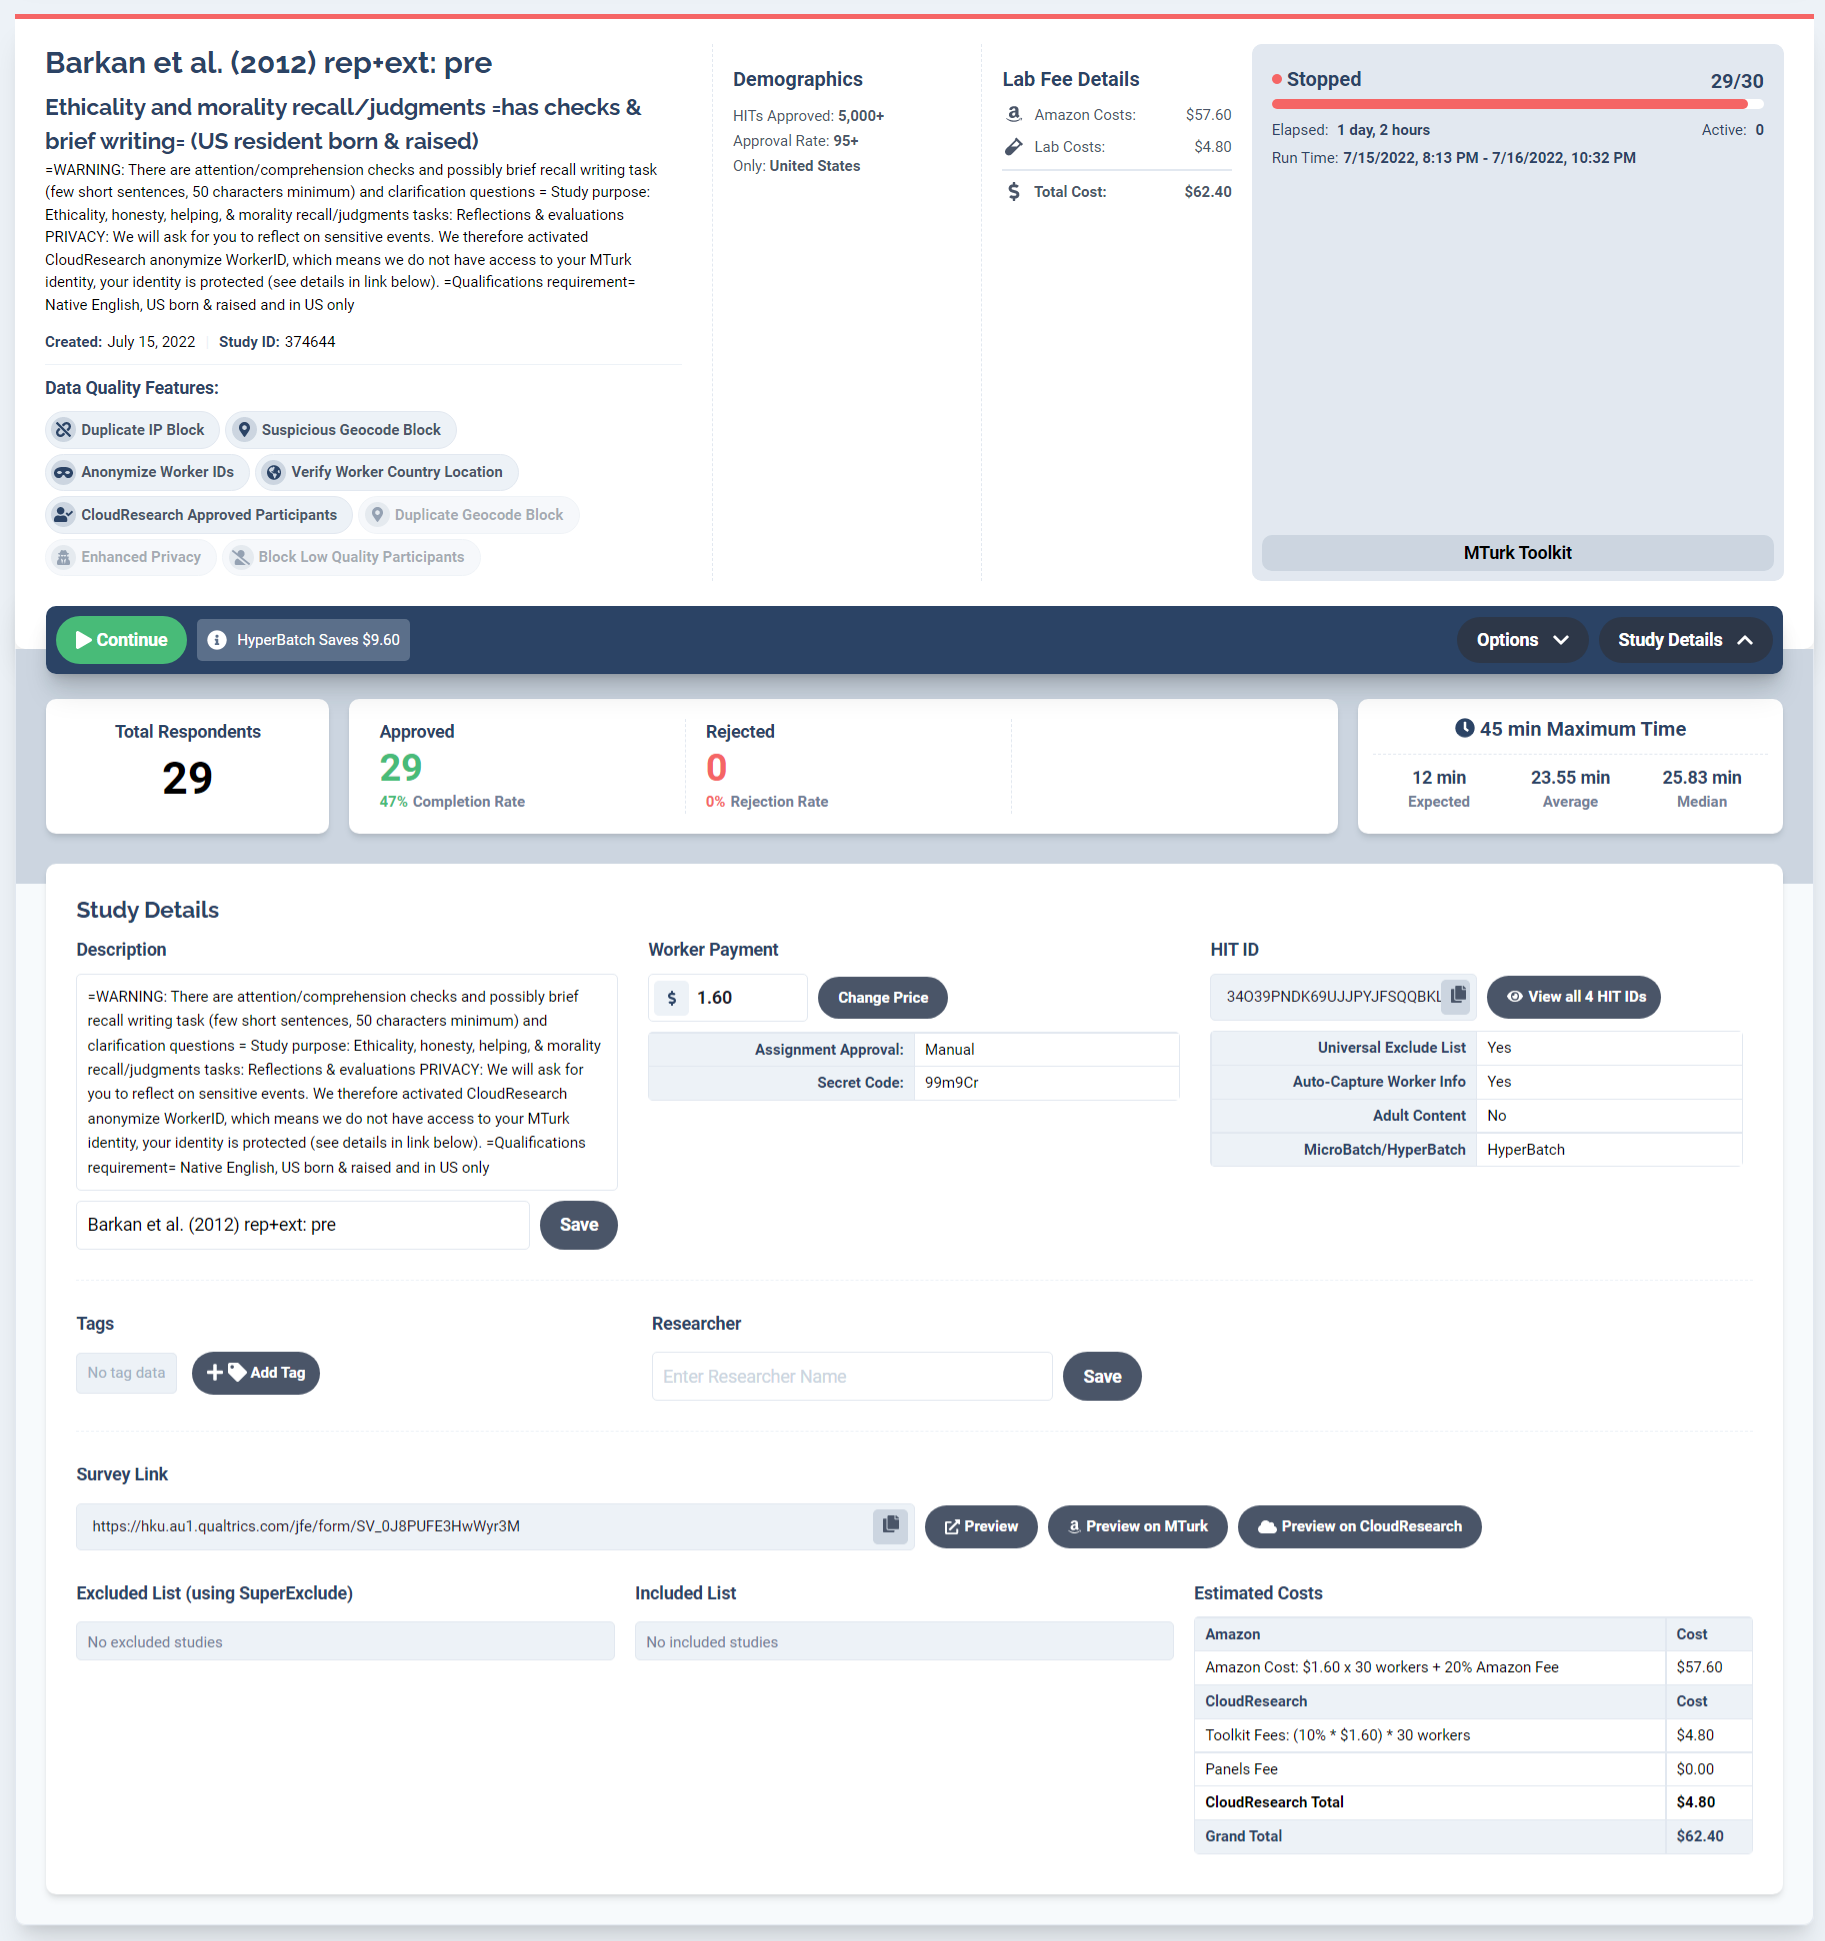 Barkan et al. (2012) rep+ext: pre
Ethicality and morality recall/judgments =has checks &
brief writing= (US resident born & raised)
=WARNING: There are attention/comprehension checks and possibly brief recall writing task
(few short sentences, 50 characters minimum) and clarification questions = Study purpose:
Ethicality, honesty, helping, & morality recall/judgments tasks: Reflections & evaluations
PRIVACY: We will ask for you to reflect on sensitive events. We therefore activated
CloudResearch anonymize WorkerID, which means we do not have access to your MTurk
identity, your identity is protected (see details in link below). =Qualifications requirement=
Native English, US born & raised and in US only
Created: July 15, 2022 Study ID: 374644
Data Quality Features:
Duplicate IP Block Suspicious Geocode Block
Anonymize Worker IDs Verify Worker Country Location
CloudResearch Approved Participants Duplicate Geocode Block
Enhanced Privacy Block Low Quality Participants
Demographics
HITs Approved: 5,000+
Approval Rate: 95+
Only: United States
Lab Fee Details
Amazon Costs: $57.60
Lab Costs: $4.80
Total Cost: $62.40
Stopped 29/30
Elapsed: 1 day, 2 hours Active: 0
Run Time: 7/15/2022, 8:13 PM - 7/16/2022, 10:32 PM
MTurk Toolkit
Continue HyperBatch Saves $9.60 Options Study Details
Total Respondents
29
Approved
29
47% Completion Rate
Rejected
0
0% Rejection Rate
45 min Maximum Time
12 min 23.55 min 25.83 min
Expected Average Median
Study Details
Description
=WARNING: There are attention/comprehension checks and possibly brief
recall writing task (few short sentences, 50 characters minimum) and
clarification questions = Study purpose: Ethicality, honesty, helping, & morality
recall/judgments tasks: Reflections & evaluations PRIVACY: We will ask for
you to reflect on sensitive events. We therefore activated CloudResearch
anonymize WorkerID, which means we do not have access to your MTurk
identity, your identity is protected (see details in link below). =Qualifications
requirement= Native English, US born & raised and in US only
Barkan et al. (2012) rep+ext: pre Save
Worker Payment
$ 1.60 Change Price
Assignment Approval: Manual
Secret Code: 99m9Cr
HIT ID
34O39PNDK69UJJPYJFSQQBKL View all 4 HIT IDs
Universal Exclude List Yes
Auto-Capture Worker Info Yes
Adult Content No
MicroBatch/HyperBatch HyperBatch
Tags
No tag data Add Tag
Researcher
Enter Researcher Name Save
Survey Link
https://hku.au1.qualtrics.com/jfe/form/SV_0J8PUFE3HwWyr3M Preview Preview on MTurk Preview on CloudResearch
Excluded List (using SuperExclude)
No excluded studies
Included List
No included studies
Estimated Costs
Amazon Cost
Amazon Cost: $1.60 x 30 workers + 20% Amazon Fee $57.60
CloudResearch Cost
Toolkit Fees: (10% * $1.60) * 30 workers $4.80
Panels Fee $0.00
CloudResearch Total $4.80
Grand Total $62.40